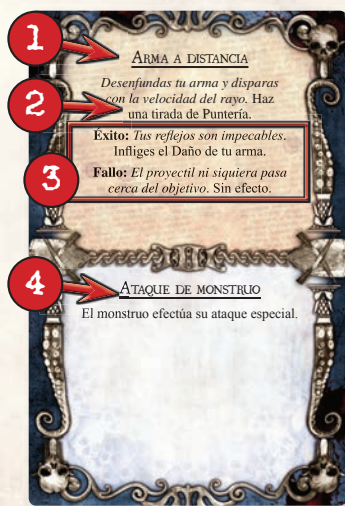 1
ARMA A DISTANCIA
Desenfundas tu arma y disparas
2
con la velocidad del rayo. Haz
una tirada de Puntería.
Éxito: Tus reflejos son impecables.
Infliges el Daño de tu arma.
3
Fallo: El proyectil ni siquiera pasa
cerca del objetivo. Sin efecto.
4
ATAQUE DE MONSTRUO
El monstruo efectúa su ataque especial.